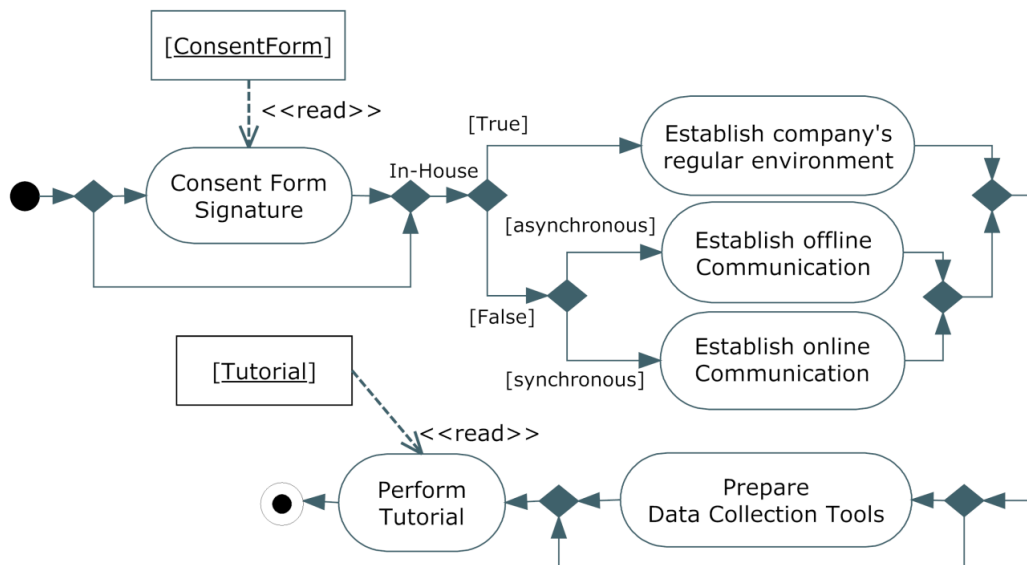 [ConsentForm]
<<read>>
[True]
Establish company's
regular environment
In-House
Consent Form
Signature
[asynchronous]
Establish offline
Communication
[False]
Establish online
Communication
[synchronous]
[Tutorial]
<<read>>
Perform
Tutorial
Prepare
Data Collection Tools